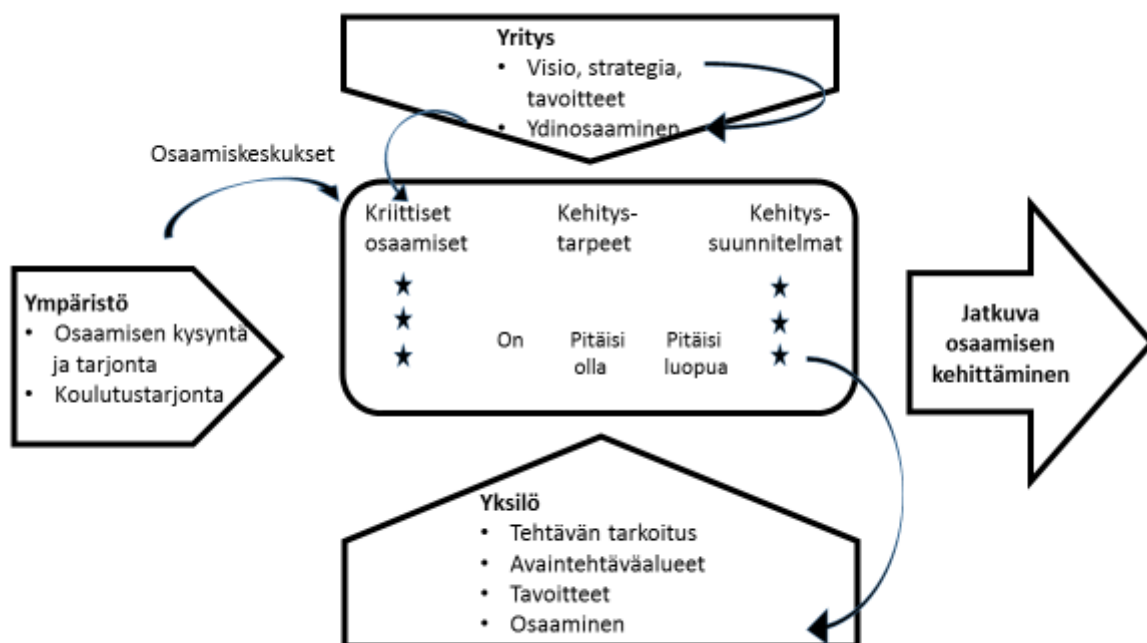 Yritys
• Visio, strategia,
tavoitteet
• Ydinosaaminen
Osaamiskeskukset
Kriittiset
osaamiset
Kehitys-
tarpeet
Kehitys-
suunnitelmat
On
Pitäisi
olla
Pitäisi
luopua
Ympäristö
• Osaamisen kysyntä
ja tarjonta
• Koulutustarjonta
Jatkuva
osaamisen
kehittäminen
Yksilö
• Tehtävän tarkoitus
• Avaintehtäväalueet
• Tavoitteet
• Osaaminen